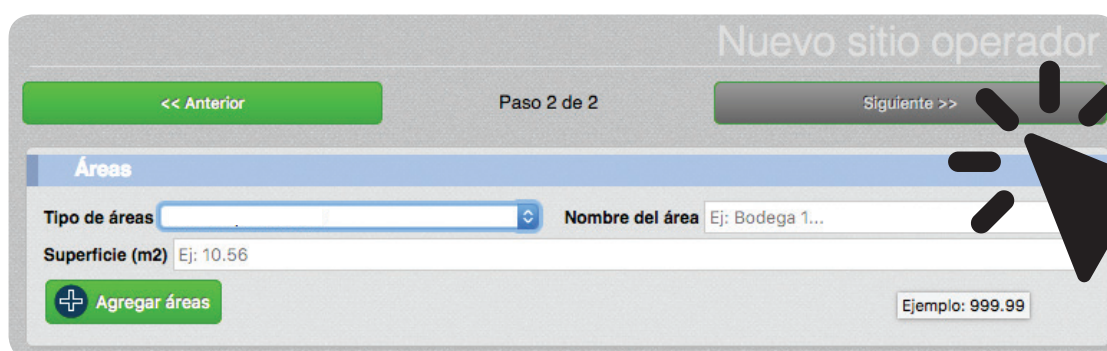 Nuevo sitio operador
<< Anterior Paso 2 de 2 Siguiente >>
Áreas
Tipo de áreas Nombre del área Ej: Bodega 1...
Superficie (m2) Ej: 10.56
Agregar áreas Ejemplo: 999.99